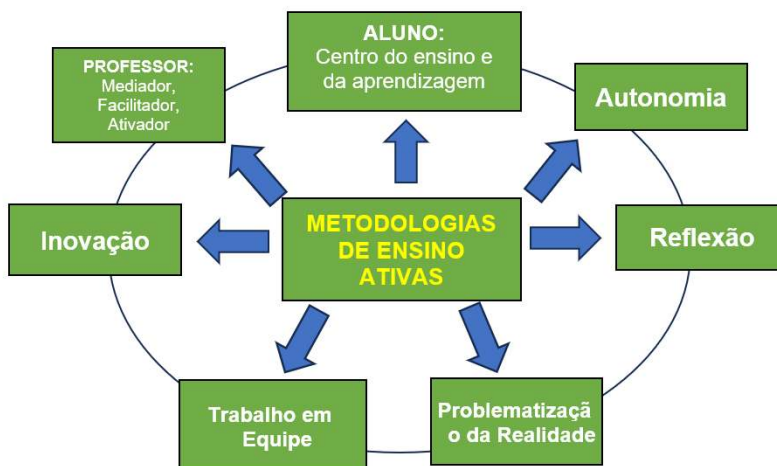 ALUNO:
Centro do ensino e
da aprendizagem
PROFESSOR:
Mediador,
Facilitador,
Ativador
Autonomia
METODOLOGIAS
DE ENSINO
ATIVAS
Inovação
Reflexão
Trabalho em
Equipe
Problematizaçã
o da Realidade